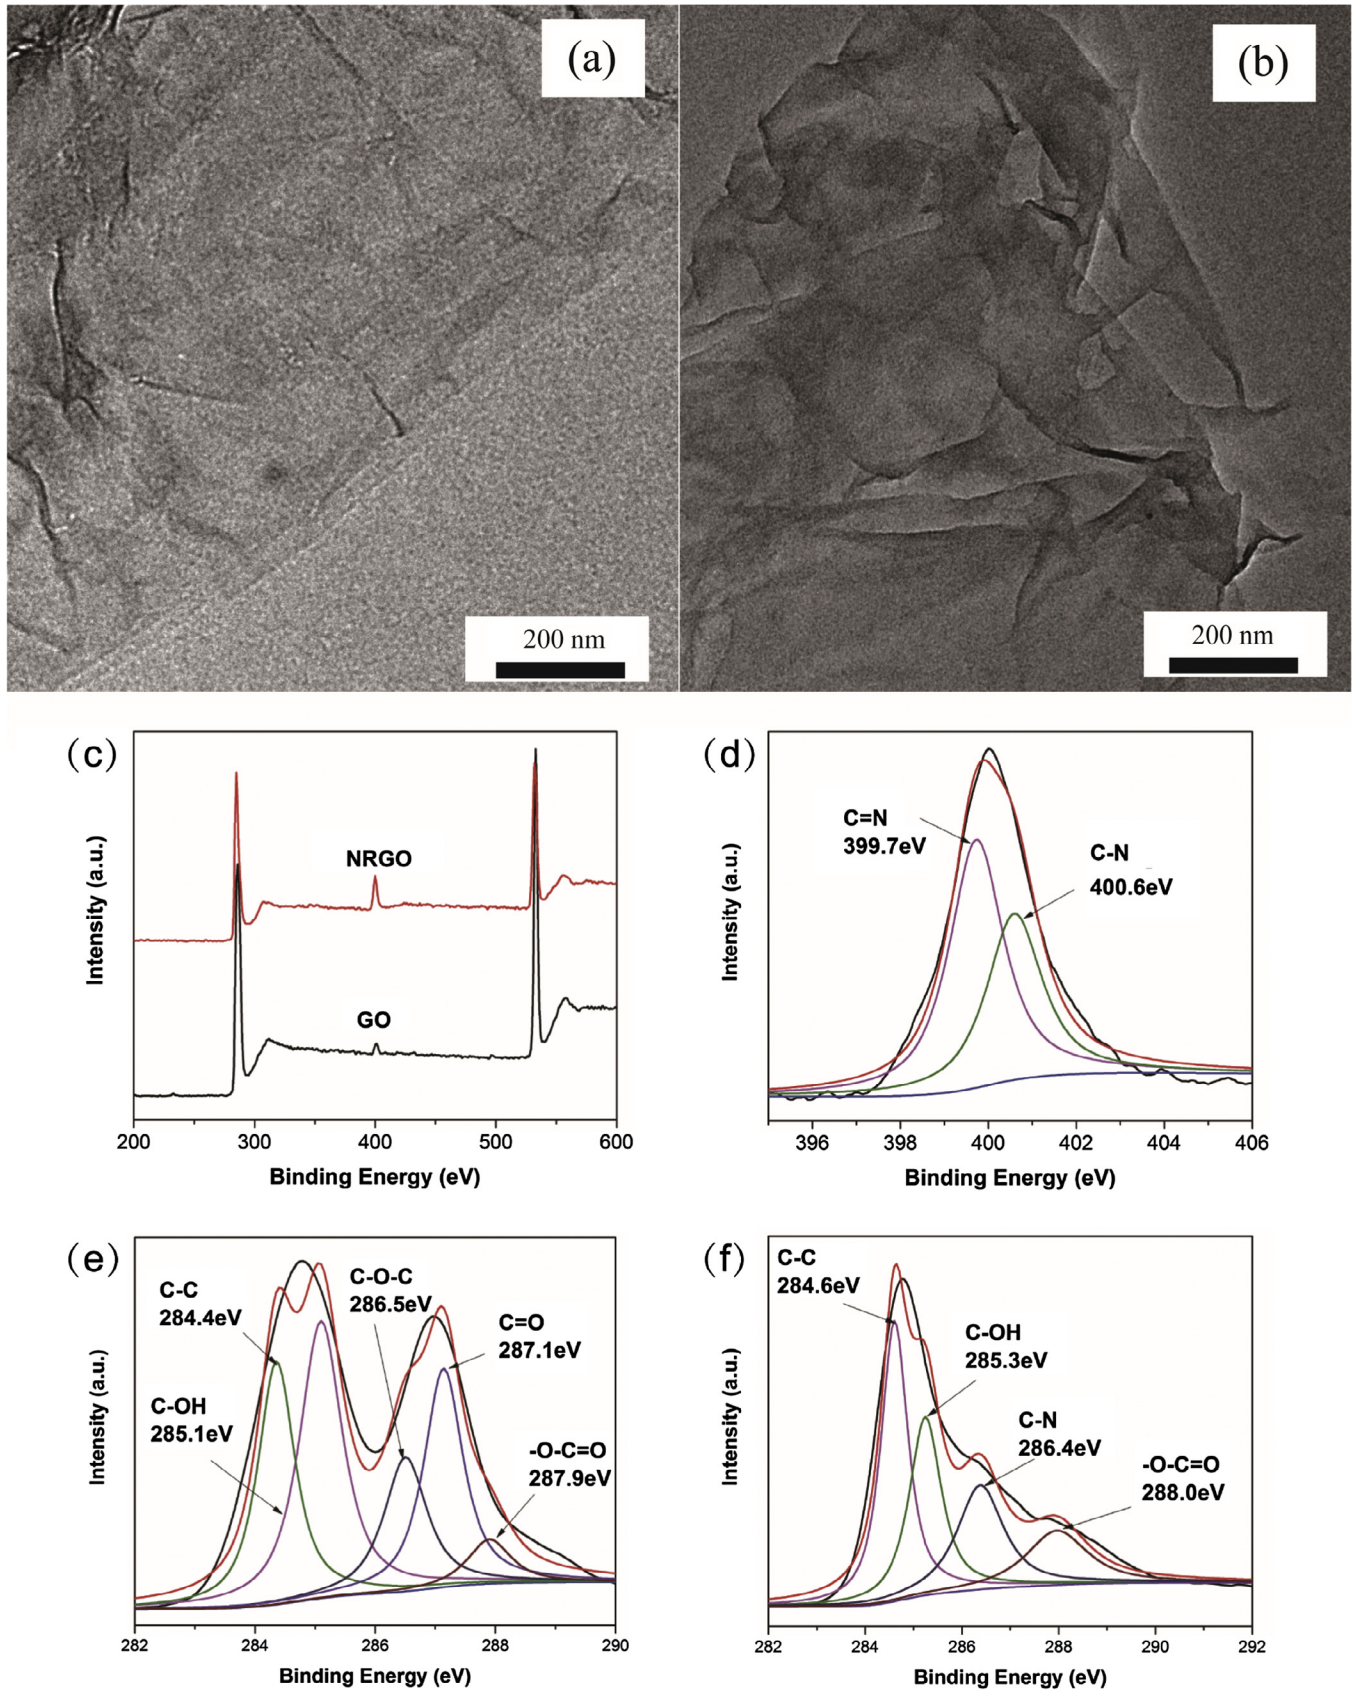 (a)
(b)
200 nm
200 nm
(c)
NRGO
GO
Intensity (a.u.)
200 300 400 500 600
Binding Energy (eV)
(d)
C=N
399.7eV
C-N
400.6eV
Intensity (a.u.)
396 398 400 402 404 406
Binding Energy (eV)
(e)
C-C
284.4eV
C-OH
285.1eV
C-O-C
286.5eV
C=O
287.1eV
-O-C=O
287.9eV
Intensity (a.u.)
282 284 286 288 290
Binding Energy (eV)
(f)
C-C
284.6eV
C-OH
285.3eV
C-N
286.4eV
-O-C=O
288.0eV
Intensity (a.u.)
282 284 286 288 290 292
Binding Energy (eV)